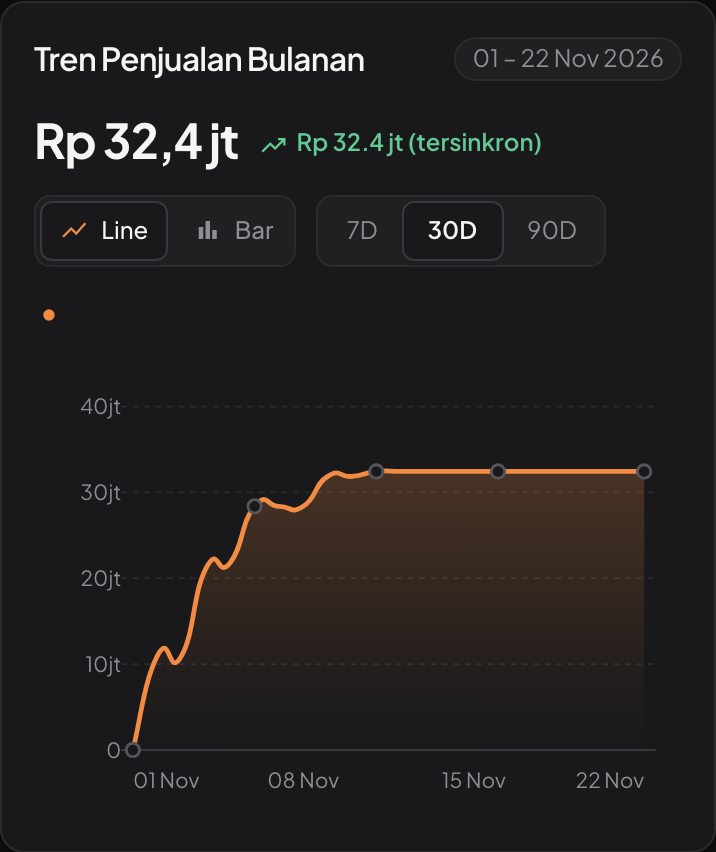 Tren Penjualan Bulanan
01 – 22 Nov 2026
Rp 32,4 jt
Rp 32.4 jt (tersinkron)
Line
Bar
7D
30D
90D
40jt
30jt
20jt
10jt
0
01 Nov
08 Nov
15 Nov
22 Nov